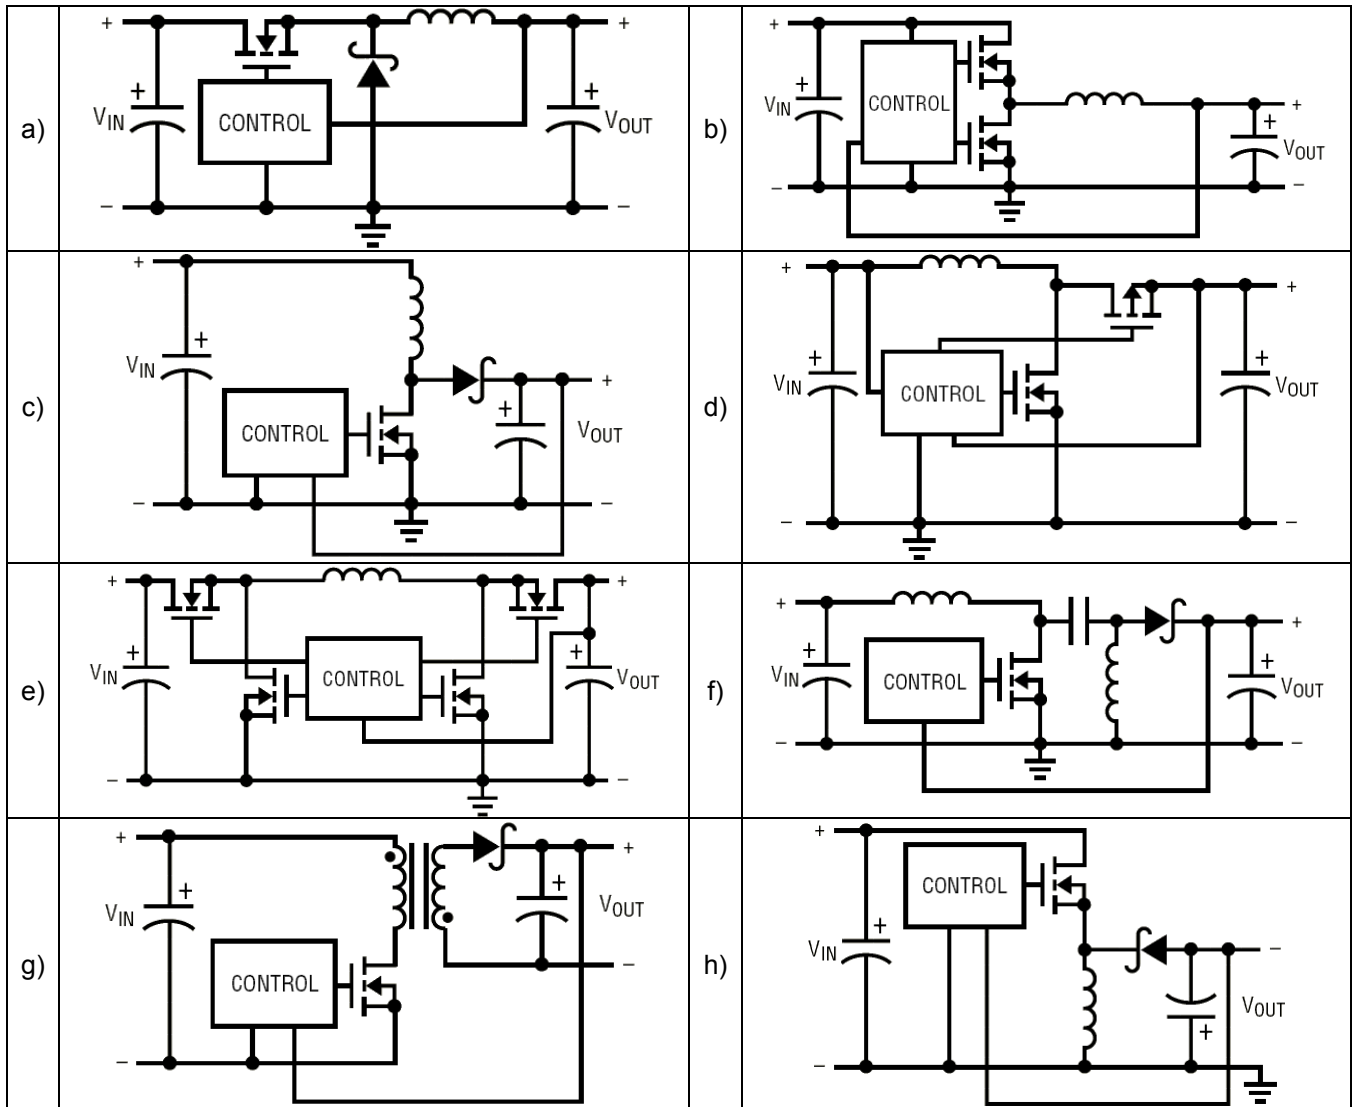 a)
+
+
+
+
VIN
CONTROL
VOUT
−
−
b)
+
+
+
+
VIN
CONTROL
VOUT
−
−
c)
+
+
VIN
CONTROL
+
+
VOUT
−
−
d)
+
+
+
+
VIN
CONTROL
VOUT
−
−
e)
+
+
+
+
VIN
CONTROL
VOUT
−
−
f)
+
+
+
+
VIN
CONTROL
VOUT
−
−
g)
+
+
+
+
VIN
VOUT
CONTROL
−
−
h)
+
CONTROL
+
VIN
−
VOUT
+
−